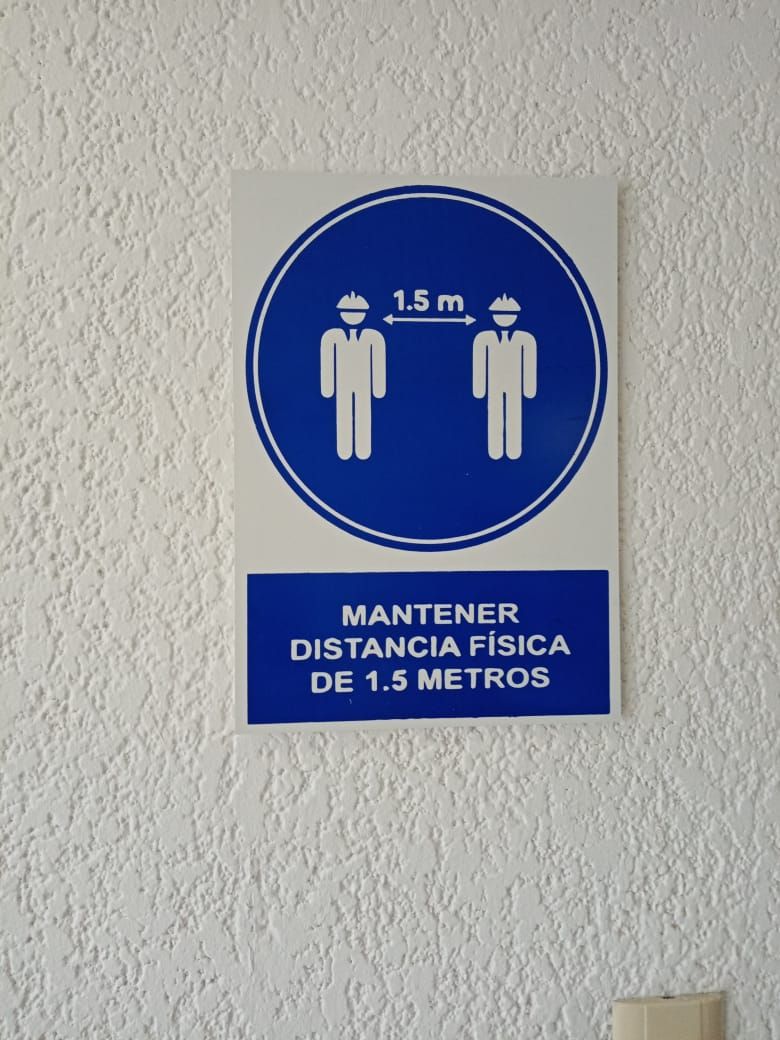 1.5 m
MANTENER
DISTANCIA FÍSICA
DE 1.5 METROS